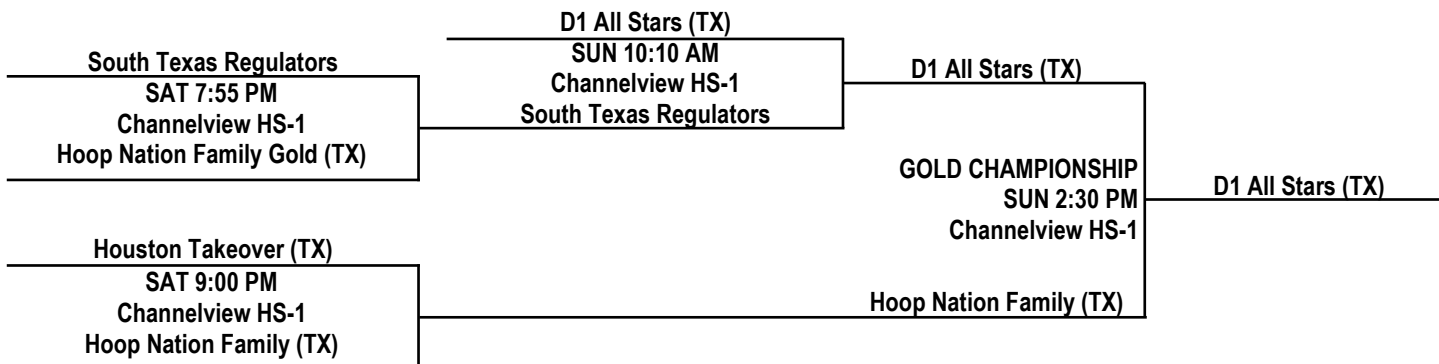 D1 All Stars (TX)
South Texas Regulators
SUN 10:10 AM
D1 All Stars (TX)
SAT 7:55 PM
Channelview HS-1
Channelview HS-1
South Texas Regulators
Hoop Nation Family Gold (TX)
GOLD CHAMPIONSHIP
D1 All Stars (TX)
SUN 2:30 PM
Channelview HS-1
Houston Takeover (TX)
SAT 9:00 PM
Hoop Nation Family (TX)
Channelview HS-1
Hoop Nation Family (TX)